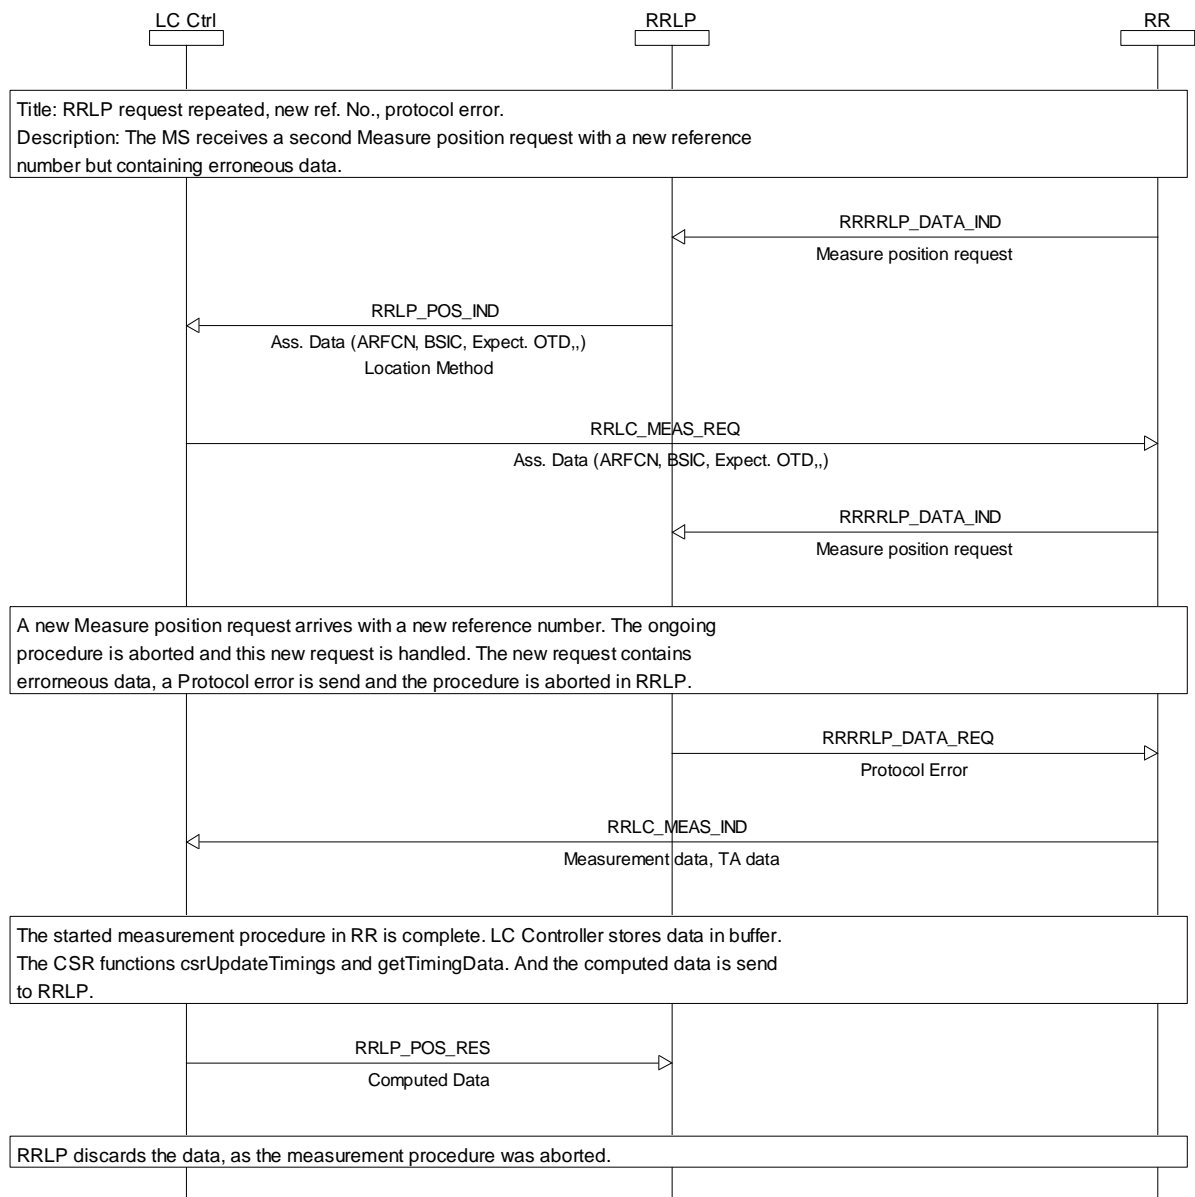 LC Ctrl
RRLP
RR
Title: RRLP request repeated, new ref. No., protocol error.
Description: The MS receives a second Measure position request with a new reference
number but containing erroneous data.
RRRRLP_DATA_IND
Measure position request
RRLP_POS_IND
Ass. Data (ARFCN, BSIC, Expect. OTD,,)
Location Method
RRLC_MEAS_REQ
Ass. Data (ARFCN, BSIC, Expect. OTD,,)
RRRRLP_DATA_IND
Measure position request
A new Measure position request arrives with a new reference number. The ongoing
procedure is aborted and this new request is handled. The new request contains
errorneous data, a Protocol error is send and the procedure is aborted in RRLP.
RRRRLP_DATA_REQ
Protocol Error
RRLC_MEAS_IND
Measurement data, TA data
The started measurement procedure in RR is complete. LC Controller stores data in buffer.
The CSR functions csrUpdateTimings and getTimingData. And the computed data is send
to RRLP.
RRLP_POS_RES
Computed Data
RRLP discards the data, as the measurement procedure was aborted.